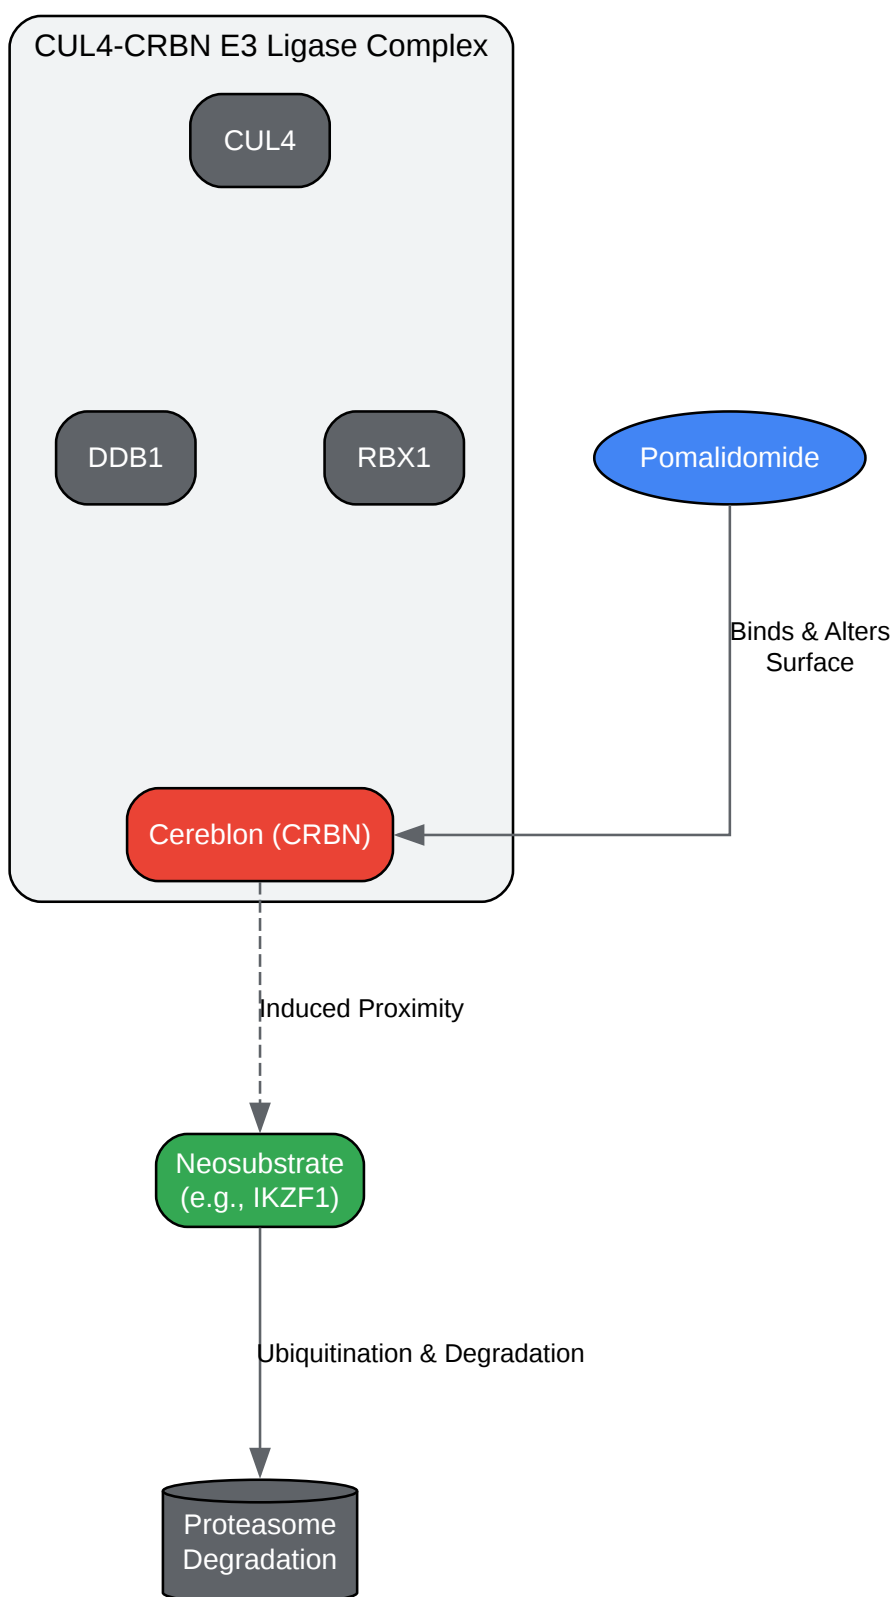 CUL4-CRBN E3 Ligase Complex
CUL4
DDB1
RBX1
Pomalidomide
Binds & Alters
Surface
Cereblon (CRBN)
Induced Proximity
Neosubstrate
(e.g., IKZF1)
Ubiquitination & Degradation
Proteasome
Degradation